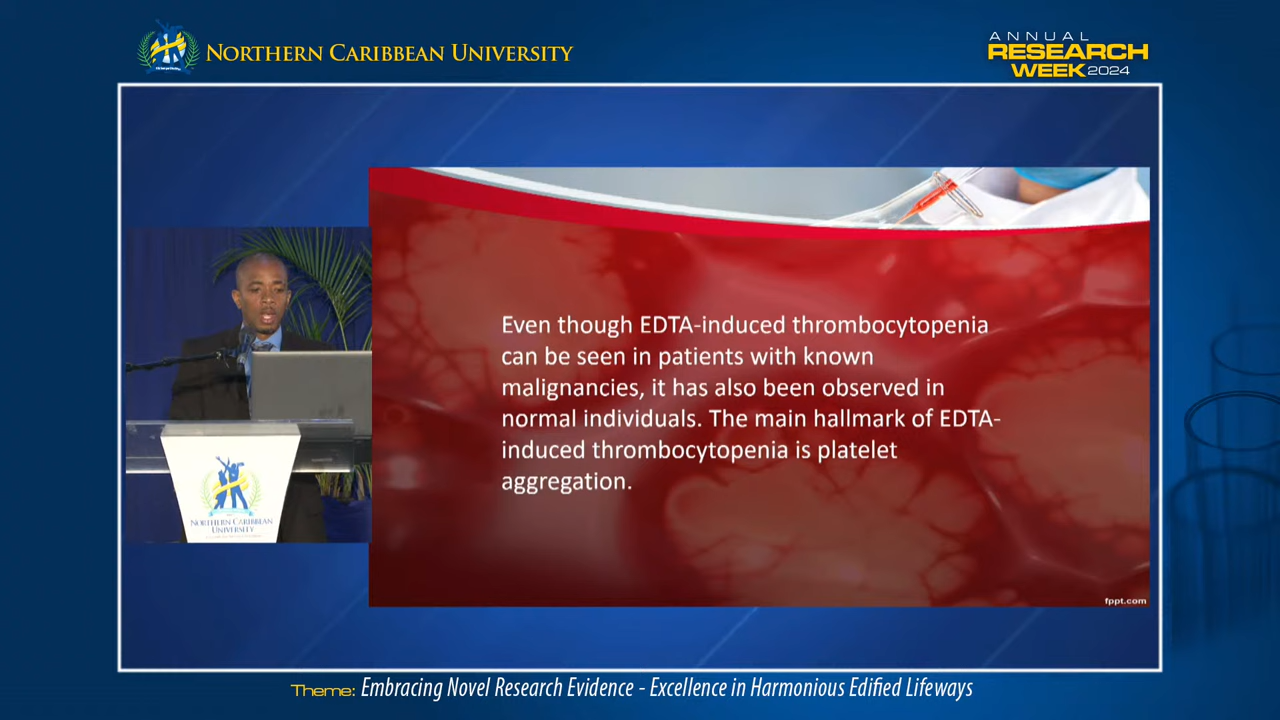 NORTHERN CARIBBEAN UNIVERSITY
ANNUAL
RESEARCH
WEEK 2024
Even though EDTA-induced thrombocytopenia
can be seen in patients with known
malignancies, it has also been observed in
normal individuals. The main hallmark of EDTA-
induced thrombocytopenia is platelet
aggregation.
fppt.com
NORTHERN CARIBBEAN
UNIVERSITY
Theme: Embracing Novel Research Evidence - Excellence in Harmonious Edified Lifeways